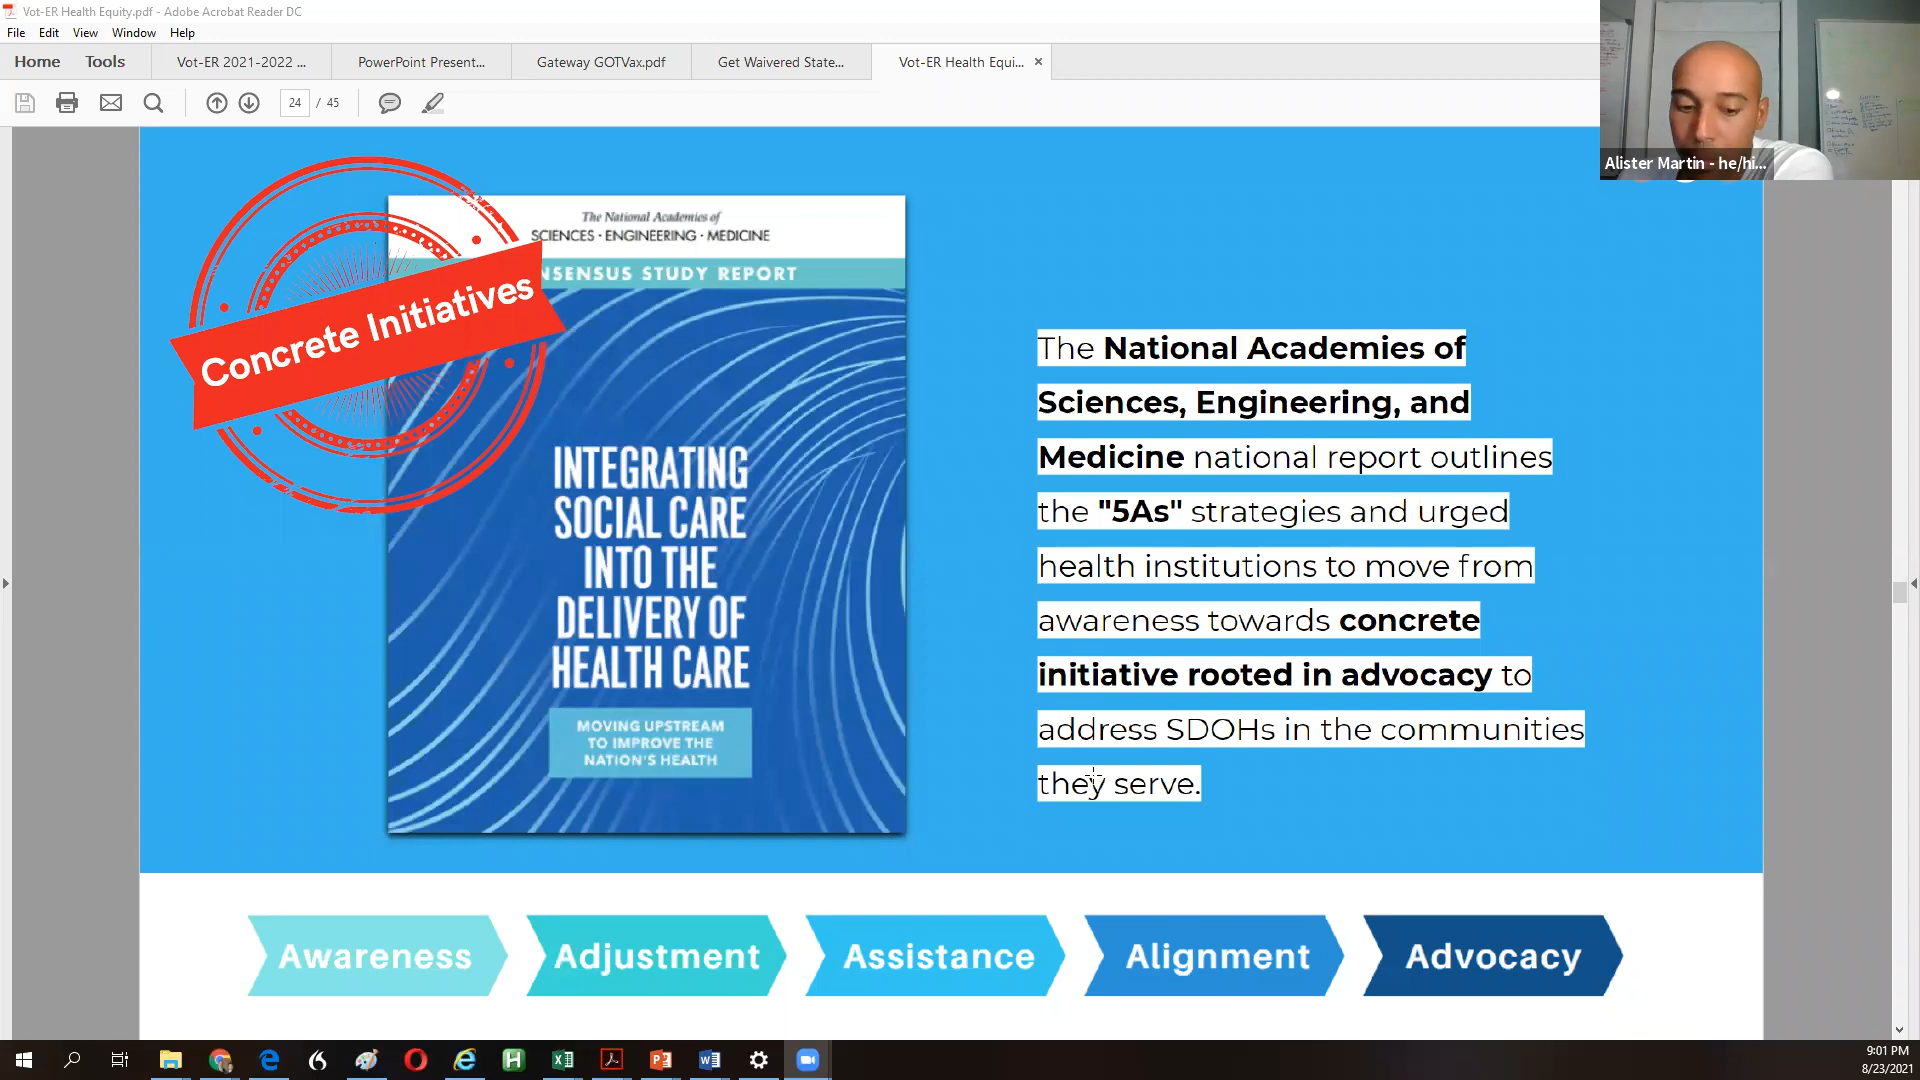 Vot-ER Health Equity.pdf - Adobe Acrobat Reader DC
File Edit View Window Help
Home Tools Vot-ER 2021-2022 ... PowerPoint Present... Gateway GOTVax.pdf Get Waivered State... Vot-ER Health Equi... ×
24 / 45
Alister Martin - he/hi...
The National Academies of
SCIENCES · ENGINEERING · MEDICINE
NSENSUS STUDY REPORT
Concrete Initiatives
INTEGRATING
SOCIAL CARE
INTO THE
DELIVERY OF
HEALTH CARE
MOVING UPSTREAM
TO IMPROVE THE
NATION'S HEALTH
The National Academies of
Sciences, Engineering, and
Medicine national report outlines
the "5As" strategies and urged
health institutions to move from
awareness towards concrete
initiative rooted in advocacy to
address SDOHs in the communities
they serve.
Awareness Adjustment Assistance Alignment Advocacy
9:01 PM
8/23/2021